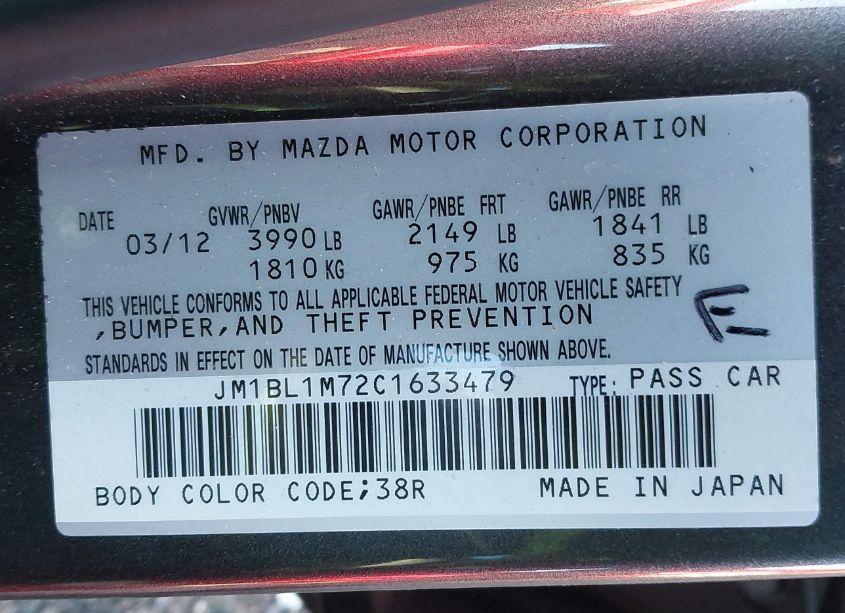 MFD. BY MAZDA MOTOR CORPORATION
DATE GVWR/PNBV GAWR/PNBE FRT GAWR/PNBE RR
03/12 3990 LB 2149 LB 1841 LB
1810 KG 975 KG 835 KG
THIS VEHICLE CONFORMS TO ALL APPLICABLE FEDERAL MOTOR VEHICLE SAFETY
,BUMPER,AND THEFT PREVENTION
STANDARDS IN EFFECT ON THE DATE OF MANUFACTURE SHOWN ABOVE.
E
JM1BL1M72C1633479 TYPE: PASS CAR
BODY COLOR CODE;38R MADE IN JAPAN